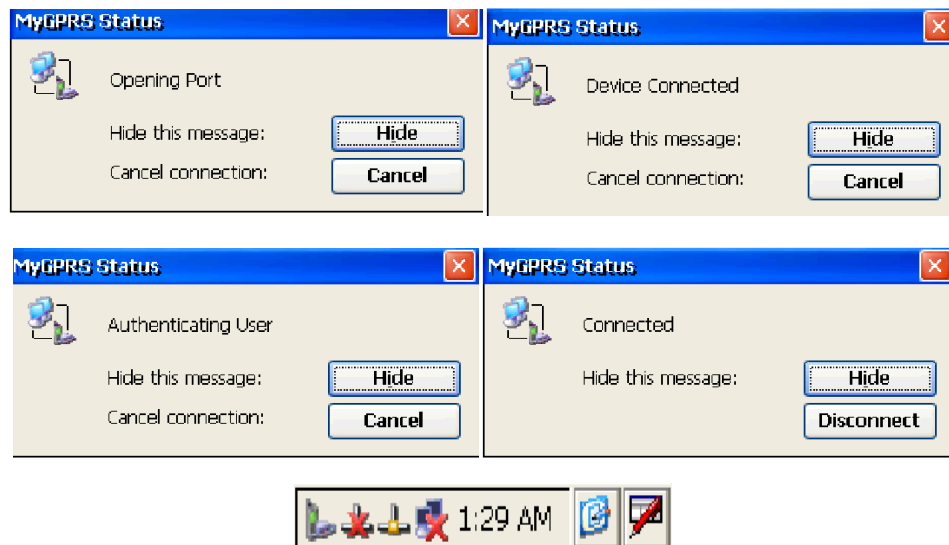 MyGPRS Status
Opening Port
Hide this message: Hide
Cancel connection: Cancel
MyGPRS Status
Device Connected
Hide this message: Hide
Cancel connection: Cancel
MyGPRS Status
Authenticating User
Hide this message: Hide
Cancel connection: Cancel
MyGPRS Status
Connected
Hide this message: Hide
Disconnect
1:29 AM